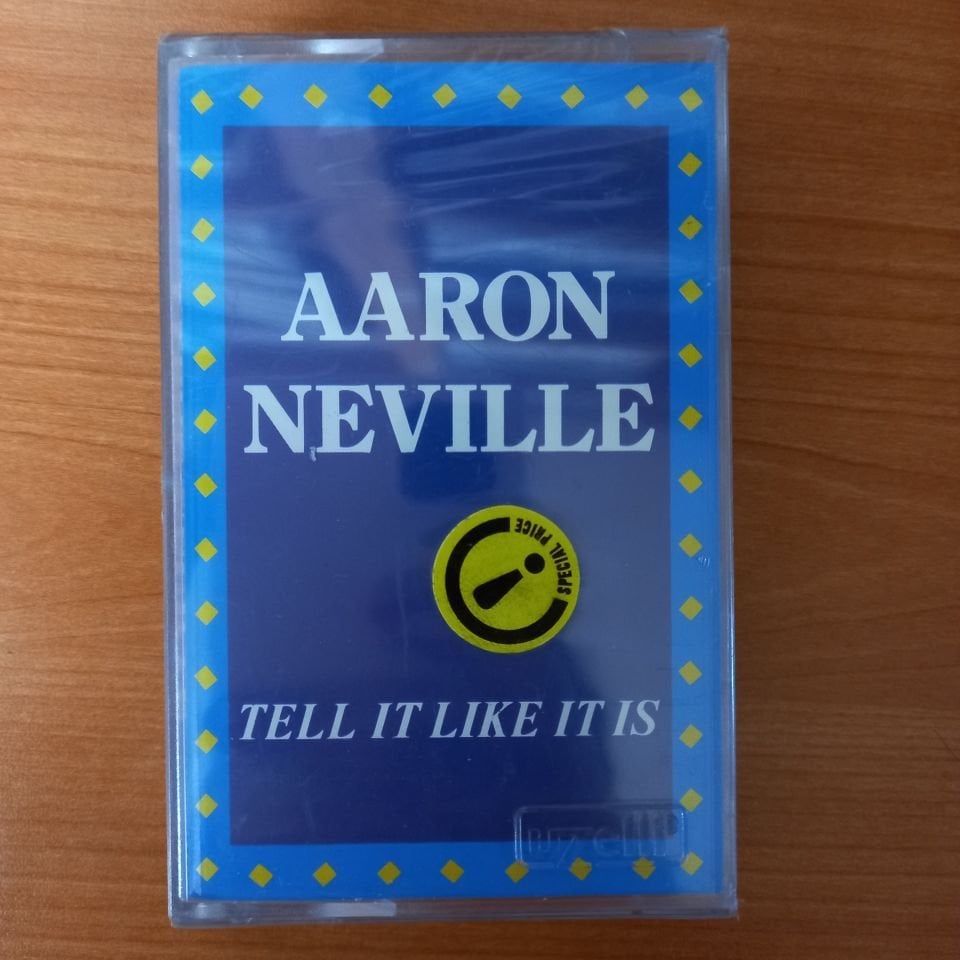 AARON
NEVILLE
SPECIAL PRICE
TELL IT LIKE IT IS